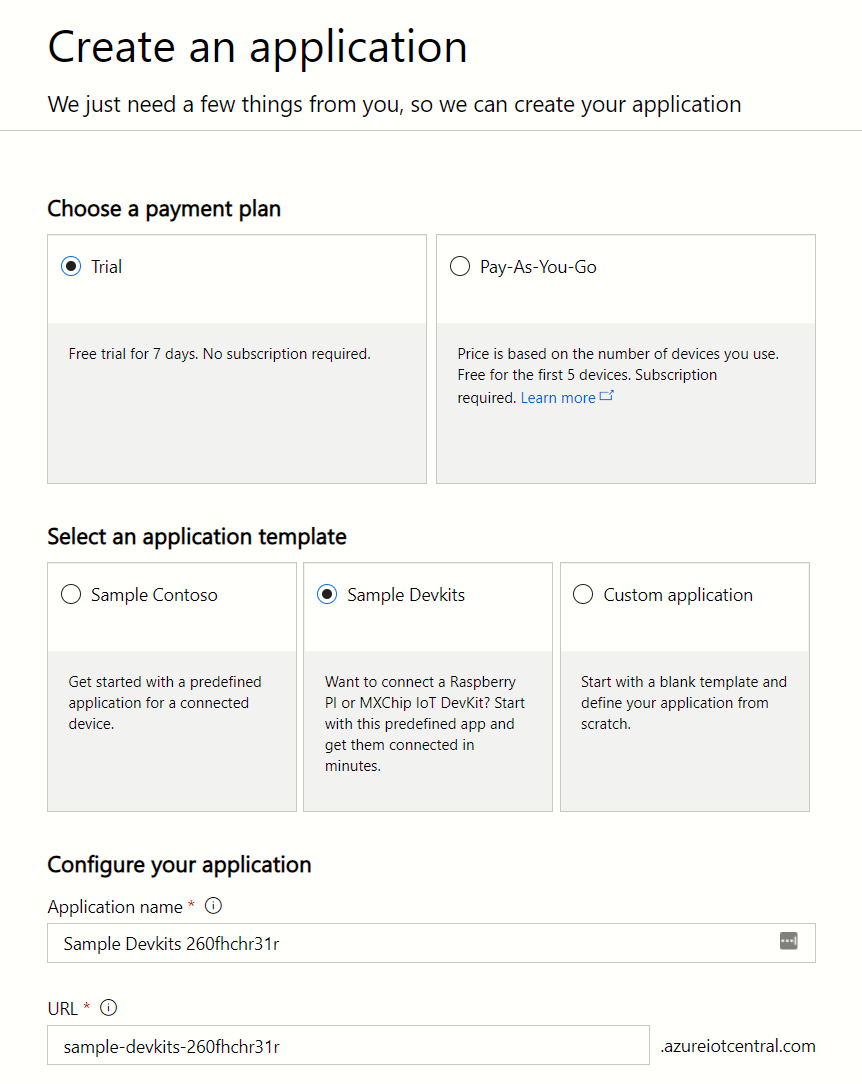 Create an application
We just need a few things from you, so we can create your application
Choose a payment plan
Trial
Free trial for 7 days. No subscription required.
Pay-As-You-Go
Price is based on the number of devices you use.
Free for the first 5 devices. Subscription
required. Learn more
Select an application template
Sample Contoso
Get started with a predefined
application for a connected
device.
Sample Devkits
Want to connect a Raspberry
PI or MXChip IoT DevKit? Start
with this predefined app and
get them connected in
minutes.
Custom application
Start with a blank template and
define your application from
scratch.
Configure your application
Application name *
Sample Devkits 260fhchr31r
URL *
sample-devkits-260fhchr31r
.azureiotcentral.com